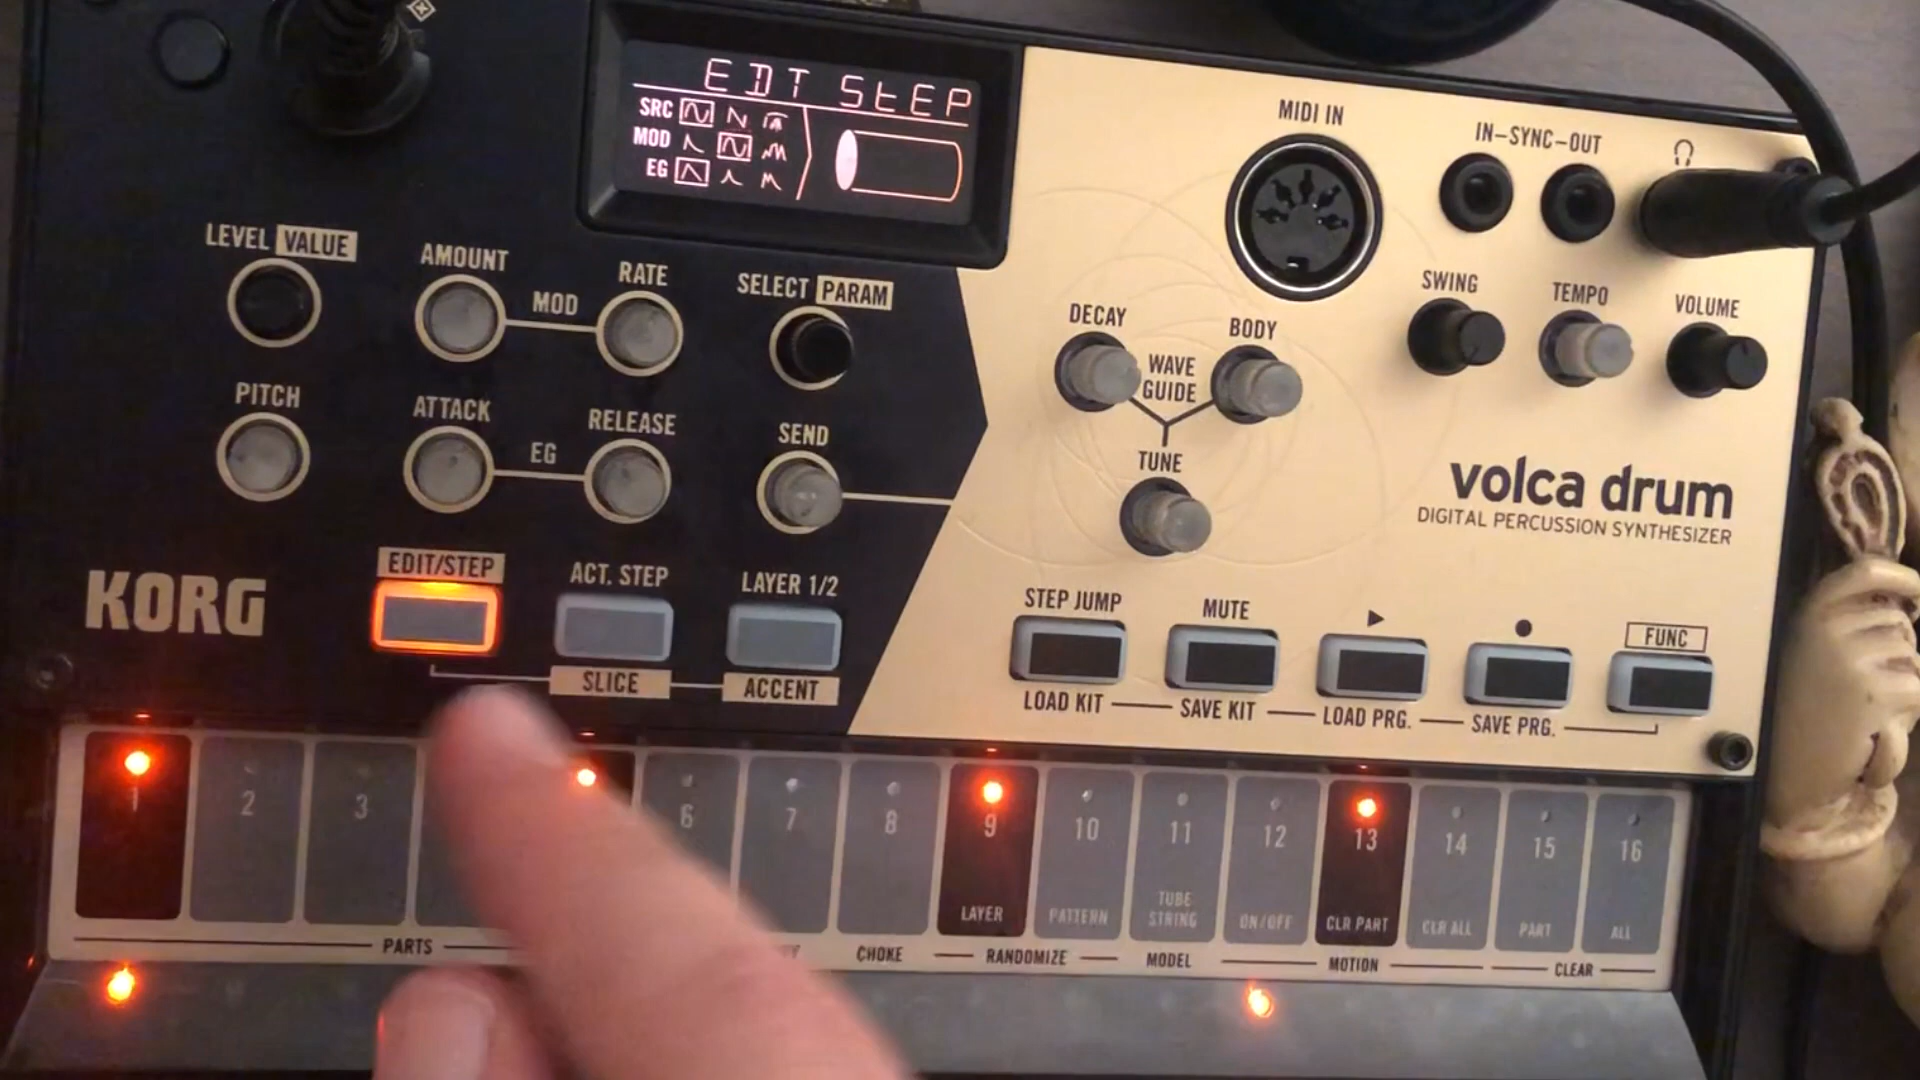 EDT StEP
SRC
MOD
EG
MIDI IN
IN–SYNC–OUT
LEVEL VALUE
AMOUNT
MOD
RATE
SELECT PARAM
SWING
TEMPO
VOLUME
DECAY
BODY
WAVE
GUIDE
TUNE
PITCH
ATTACK
EG
RELEASE
SEND
volca drum
DIGITAL PERCUSSION SYNTHESIZER
KORG
EDIT/STEP
ACT. STEP
LAYER 1/2
SLICE
ACCENT
STEP JUMP
MUTE
FUNC
LOAD KIT
SAVE KIT
LOAD PRG.
SAVE PRG.
2
3
6
7
8
9
10
11
12
13
14
15
16
LAYER
PATTERN
TUBE
STRING
ON/OFF
CLR PART
CLR ALL
PART
ALL
PARTS
CHOKE
RANDOMIZE
MODEL
MOTION
CLEAR